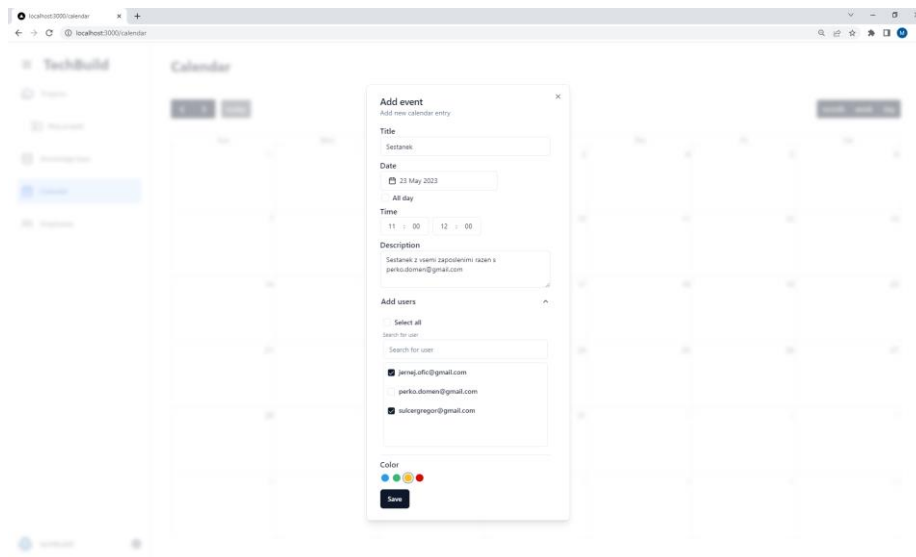 localhost:3000/calendar
localhost:3000/calendar
M
TechBuild
Calendar
Add event
Add new calendar entry
Title
Sestanek
Date
23 May 2023
All day
Time
11 : 00 12 : 00
Description
Sestanek z vsemi zaposlenimi razen s
perko.domen@gmail.com
Add users
Select all
Search for user
Search for user
jernej.ofic@gmail.com
perko.domen@gmail.com
sulcergregor@gmail.com
Color
Save